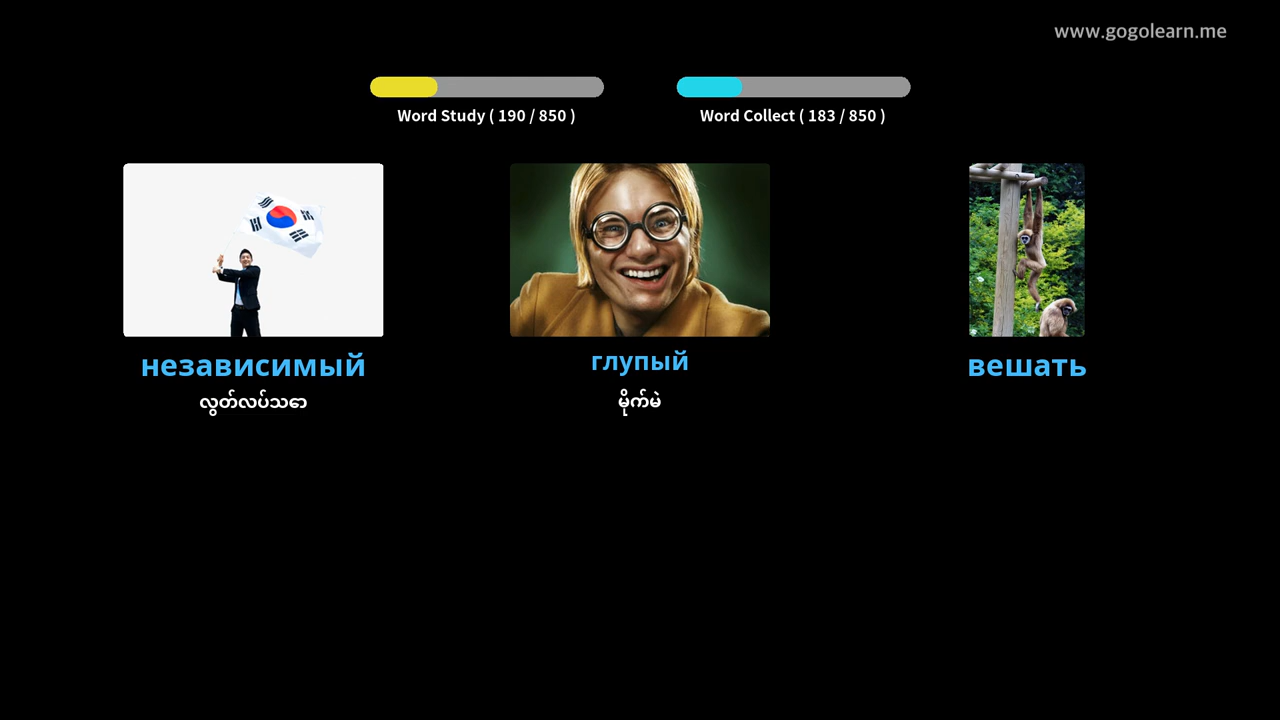 www.gogolearn.me
Word Study ( 190 / 850 )
Word Collect ( 183 / 850 )
независимый
глупый
вешать
လွတ်လပ်သော
မိုက်မဲ